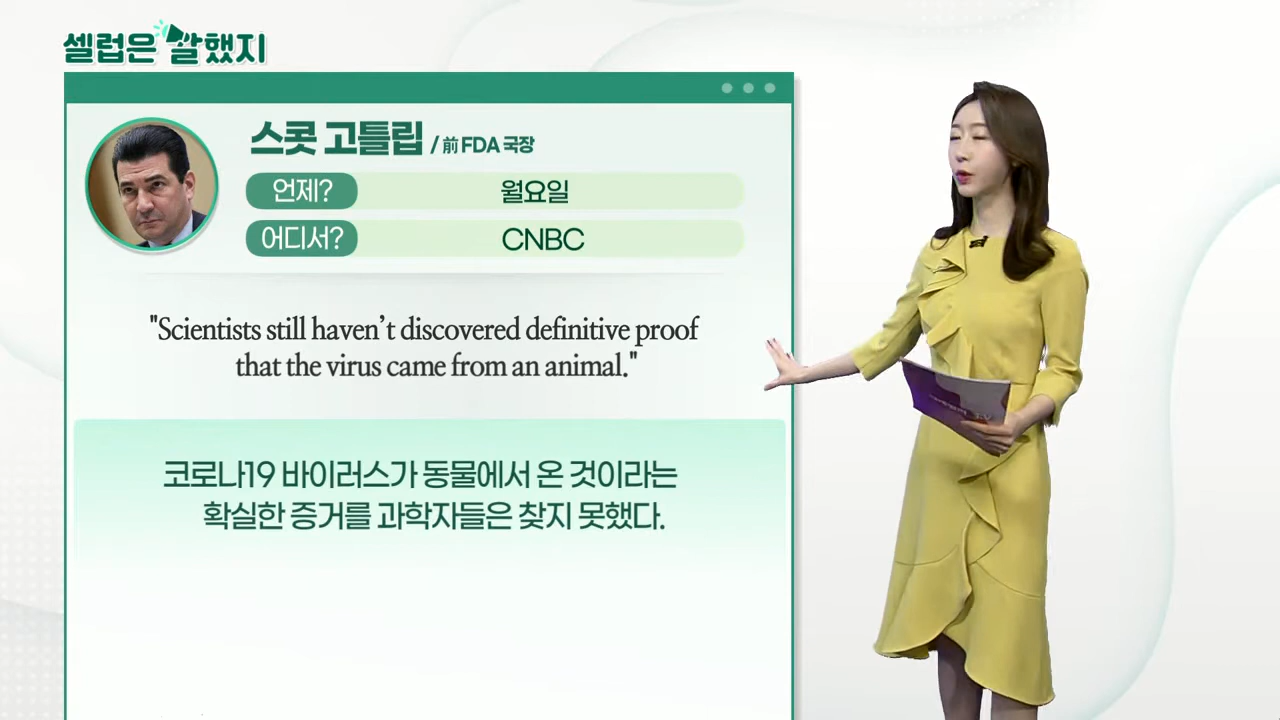 셀럽은 말했지
스콧 고틀립 / 前 FDA 국장
언제? 월요일
어디서? CNBC
"Scientists still haven’t discovered definitive proof
that the virus came from an animal."
코로나19 바이러스가 동물에서 온 것이라는
확실한 증거를 과학자들은 찾지 못했다.